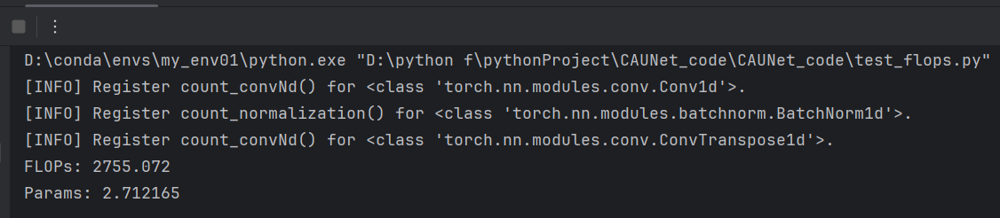 D:\conda\envs\my_env01\python.exe "D:\python f\pythonProject\CAUNet_code\CAUNet_code\test_flops.py"
[INFO] Register count_convNd() for <class 'torch.nn.modules.conv.Conv1d'>.
[INFO] Register count_normalization() for <class 'torch.nn.modules.batchnorm.BatchNorm1d'>.
[INFO] Register count_convNd() for <class 'torch.nn.modules.conv.ConvTranspose1d'>.
FLOPs: 2755.072
Params: 2.712165